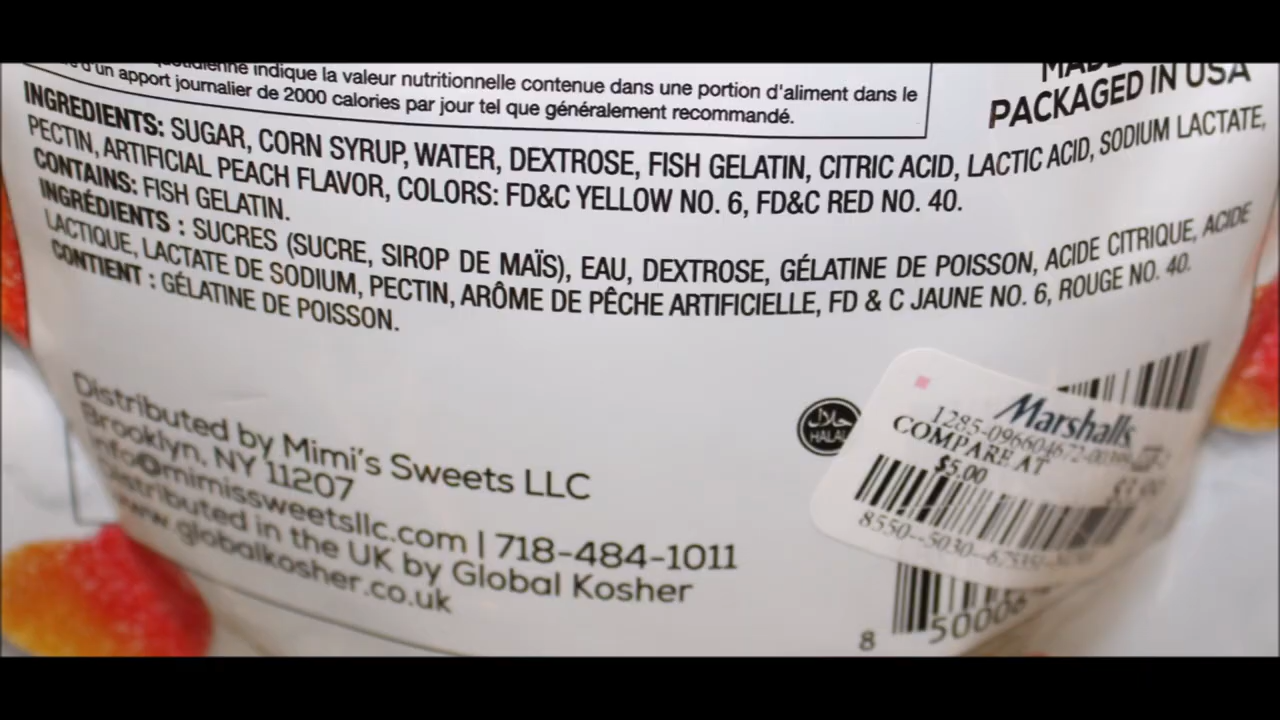 quotidienne indique la valeur nutritionnelle contenue dans une portion d'aliment dans le
d'un apport journalier de 2000 calories par jour tel que généralement recommandé.
PACKAGED IN USA
INGREDIENTS: SUGAR, CORN SYRUP, WATER, DEXTROSE, FISH GELATIN, CITRIC ACID, LACTIC ACID, SODIUM LACTATE,
PECTIN, ARTIFICIAL PEACH FLAVOR, COLORS: FD&C YELLOW NO. 6, FD&C RED NO. 40.
CONTAINS: FISH GELATIN.
INGRÉDIENTS : SUCRES (SUCRE, SIROP DE MAÏS), EAU, DEXTROSE, GÉLATINE DE POISSON, ACIDE CITRIQUE, ACIDE
LACTIQUE, LACTATE DE SODIUM, PECTIN, ARÔME DE PÊCHE ARTIFICIELLE, FD & C JAUNE NO. 6, ROUGE NO. 40.
CONTIENT : GÉLATINE DE POISSON.
Distributed by Mimi's Sweets LLC
Brooklyn, NY 11207
info@mimissweetsllc.com | 718-484-1011
Distributed in the UK by Global Kosher
www.globalkosher.co.uk
حلال
HALAL
Marshalls
COMPARE AT
$5.00
8 50006